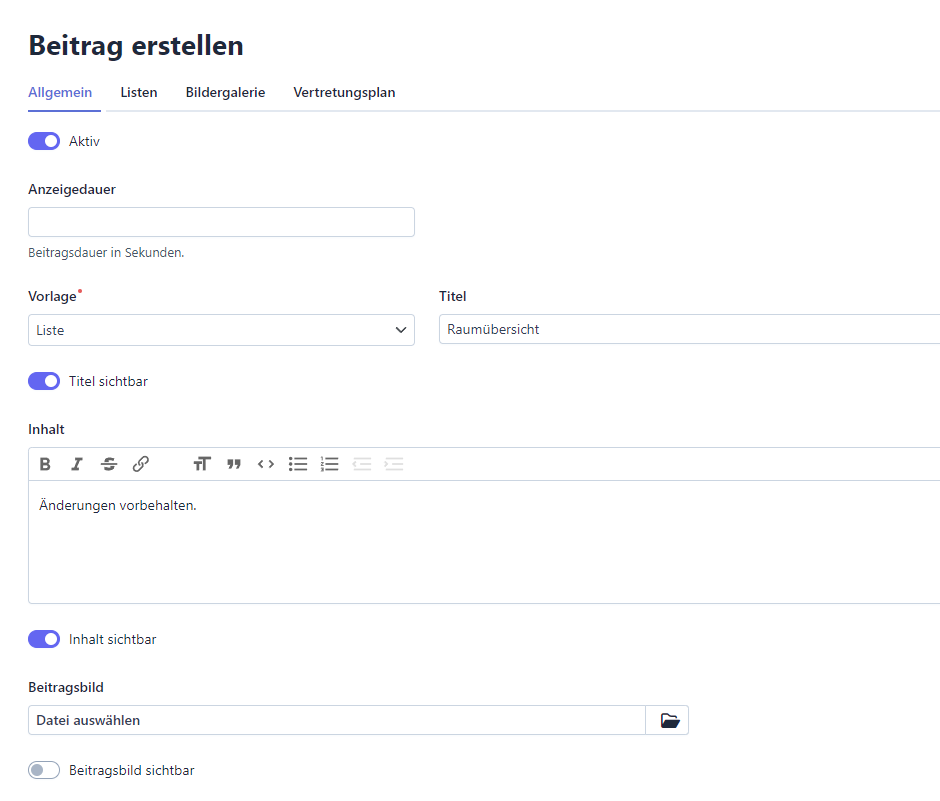 Beitrag erstellen
Allgemein Listen Bildergalerie Vertretungsplan
Aktiv
Anzeigedauer
Beitragsdauer in Sekunden.
Vorlage* Titel
Liste Raumübersicht
Titel sichtbar
Inhalt
Änderungen vorbehalten.
Inhalt sichtbar
Beitragsbild
Datei auswählen
Beitragsbild sichtbar